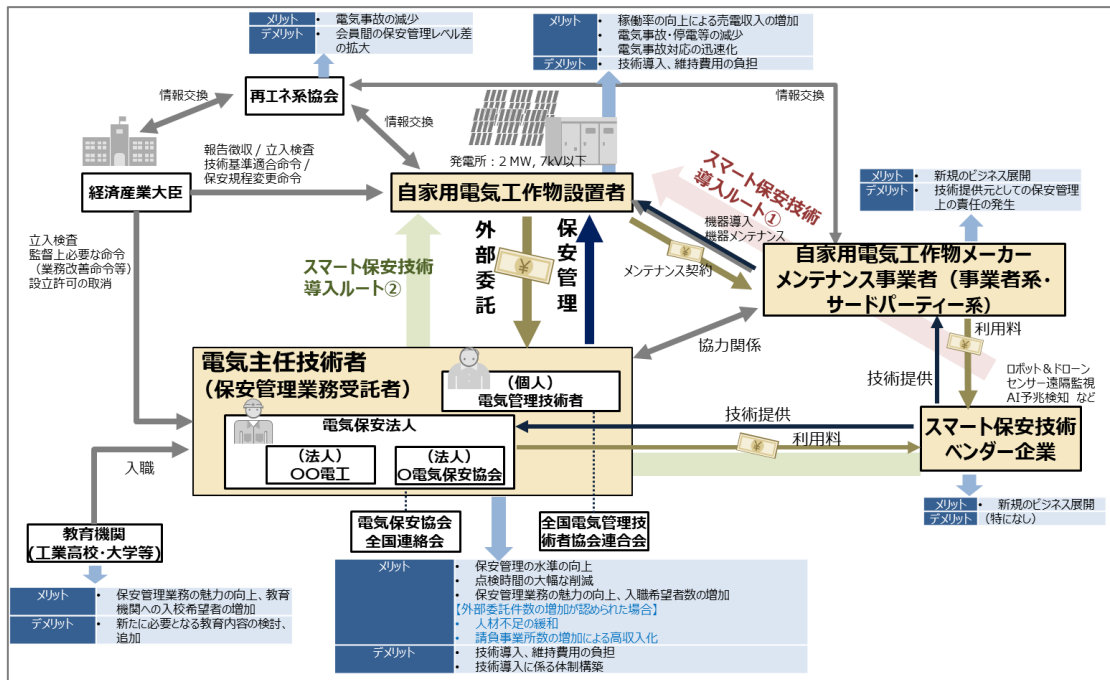 メリット
・ 電気事故の減少
デメリット
・ 会員間の保安管理レベル差
の拡大
メリット
・ 稼働率の向上による売電収入の増加
・ 電気事故・停電等の減少
・ 電気事故対応の迅速化
デメリット
・ 技術導入、維持費用の負担
情報交換
再エネ系協会
情報交換
情報交換
報告徴収 / 立入検査
技術基準適合命令 /
保安規程変更命令
発電所：2 MW, 7kV以下
経済産業大臣
自家用電気工作物設置者
スマート保安技術
導入ルート①
メリット
・ 新規のビジネス展開
デメリット
・ 技術提供元としての保安管理
上の責任の発生
立入検査
監督上必要な命令
（業務改善命令等）
設立許可の取消
スマート保安技術
導入ルート②
外部委託
保安管理
機器導入
機器メンテナンス
メンテナンス契約
自家用電気工作物メーカー
メンテナンス事業者（事業者系・
サードパーティー系）
協力関係
利用料
技術提供
ロボット＆ドローン
センサー遠隔監視
AI予兆検知 など
電気主任技術者
（保安管理業務受託者）
（個人）
電気管理技術者
電気保安法人
（法人）
〇〇電工
（法人）
〇電気保安協会
技術提供
利用料
スマート保安技術
ベンダー企業
入職
メリット
・ 新規のビジネス展開
デメリット
（特になし）
教育機関
(工業高校・大学等）
電気保安協会
全国連絡会
全国電気管理技
術者協会連合会
メリット
・ 保安管理業務の魅力の向上、教育
機関への入校希望者の増加
デメリット
・ 新たに必要となる教育内容の検討、
追加
メリット
・ 保安管理の水準の向上
・ 点検時間の大幅な削減
・ 保安管理業務の魅力の向上、入職希望者数の増加
【外部委託件数の増加が認められた場合】
・ 人材不足の緩和
・ 請負事業所数の増加による高収入化
デメリット
・ 技術導入、維持費用の負担
・ 技術導入に係る体制構築